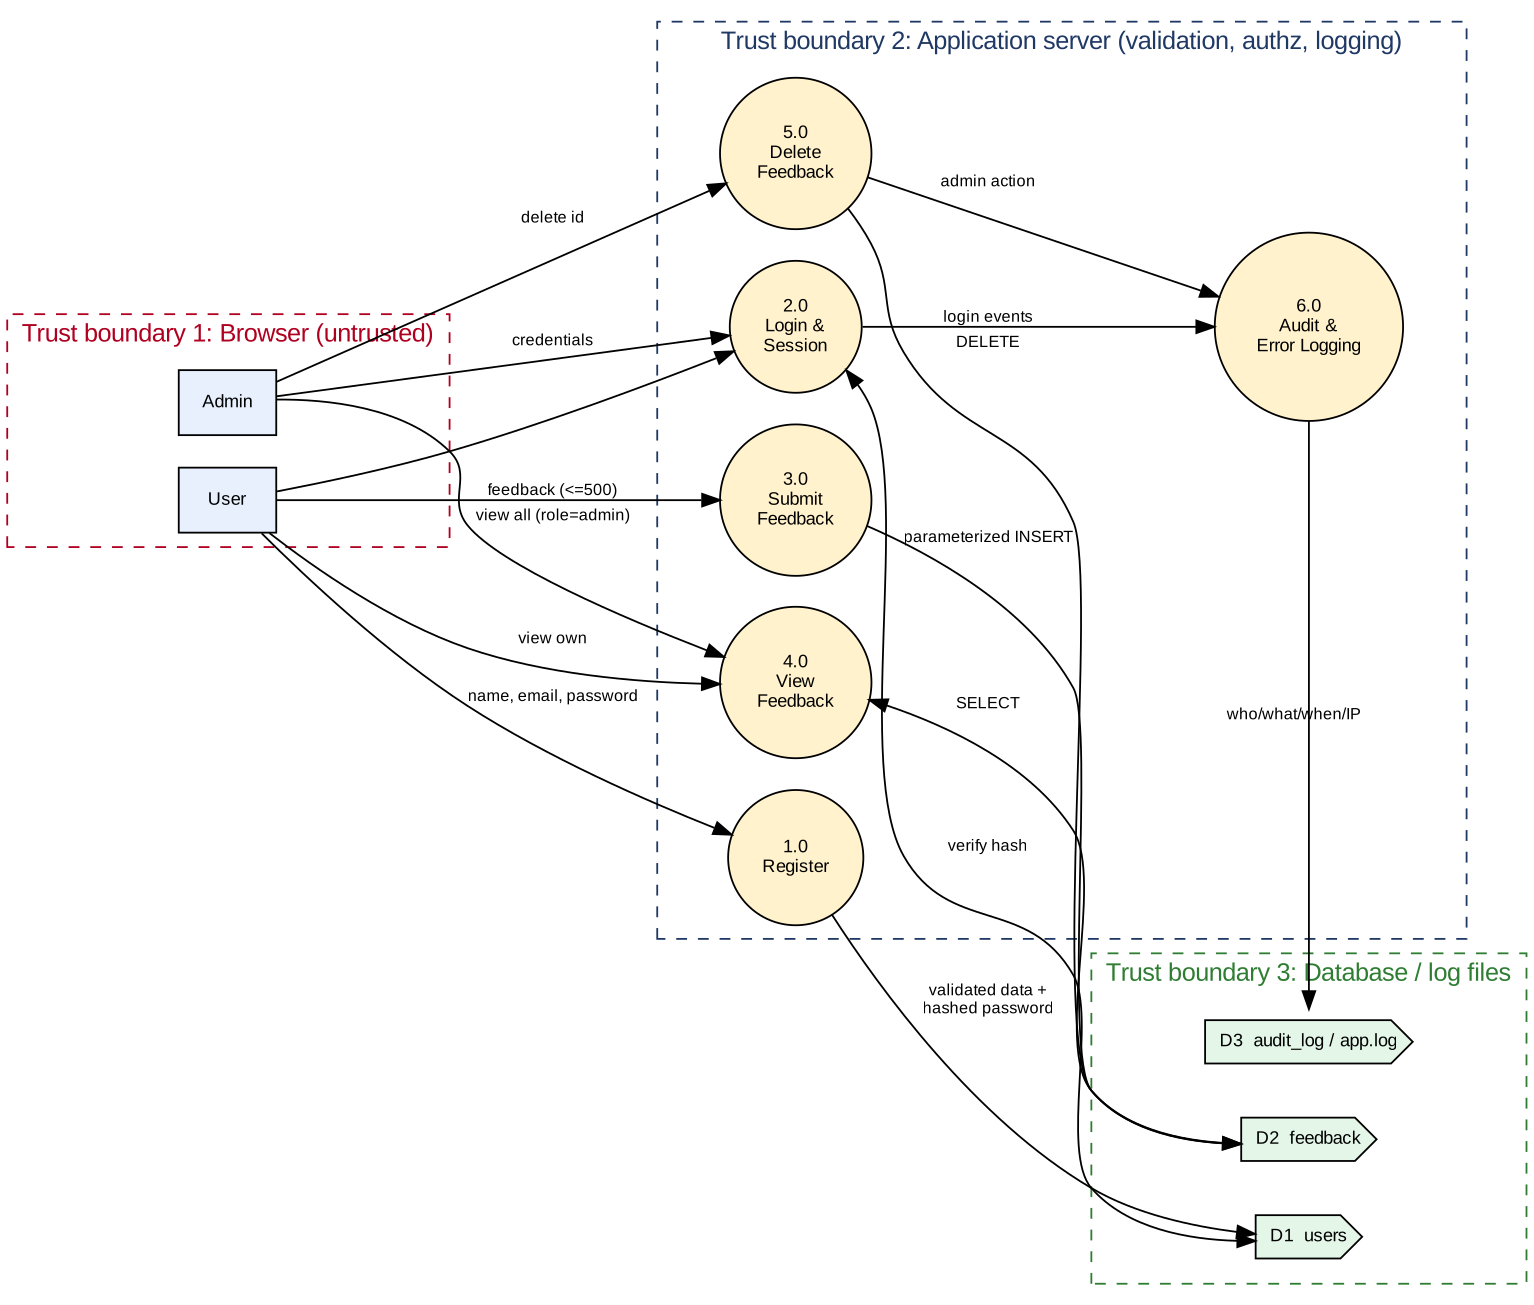 Trust boundary 2: Application server (validation, authz, logging)
5.0
Delete
Feedback
admin action
delete id
2.0
Login &
Session
login events
DELETE
6.0
Audit &
Error Logging
Trust boundary 1: Browser (untrusted)
credentials
Admin
User
feedback (<=500)
view all (role=admin)
3.0
Submit
Feedback
parameterized INSERT
view own
name, email, password
4.0
View
Feedback
SELECT
who/what/when/IP
1.0
Register
verify hash
validated data +
hashed password
Trust boundary 3: Database / log files
D3  audit_log / app.log
D2  feedback
D1  users